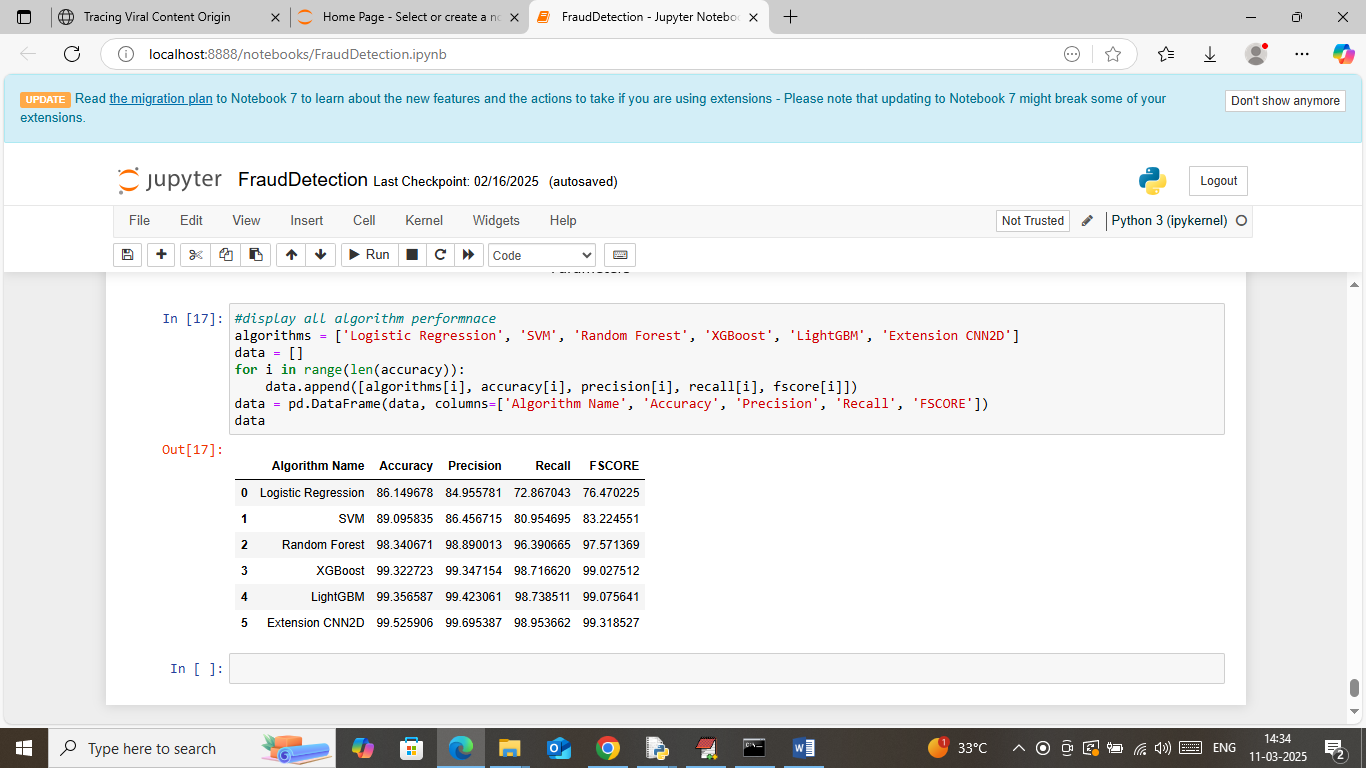 Tracing Viral Content Origin
Home Page - Select or create a no
FraudDetection - Jupyter Notebo
localhost:8888/notebooks/FraudDetection.ipynb
UPDATE Read the migration plan to Notebook 7 to learn about the new features and the actions to take if you are using extensions - Please note that updating to Notebook 7 might break some of your
extensions.
Don't show anymore
jupyter FraudDetection Last Checkpoint: 02/16/2025 (autosaved)
Logout
File Edit View Insert Cell Kernel Widgets Help
Not Trusted Python 3 (ipykernel)
Run Code
In [17]: #display all algorithm performnace
algorithms = ['Logistic Regression', 'SVM', 'Random Forest', 'XGBoost', 'LightGBM', 'Extension CNN2D']
data = []
for i in range(len(accuracy)):
    data.append([algorithms[i], accuracy[i], precision[i], recall[i], fscore[i]])
data = pd.DataFrame(data, columns=['Algorithm Name', 'Accuracy', 'Precision', 'Recall', 'FSCORE'])
data
Out[17]:
Algorithm Name Accuracy Precision Recall FSCORE
0 Logistic Regression 86.149678 84.955781 72.867043 76.470225
1 SVM 89.095835 86.456715 80.954695 83.224551
2 Random Forest 98.340671 98.890013 96.390665 97.571369
3 XGBoost 99.322723 99.347154 98.716620 99.027512
4 LightGBM 99.356587 99.423061 98.738511 99.075641
5 Extension CNN2D 99.525906 99.695387 98.953662 99.318527
In [ ]:
Type here to search
1
33°C
ENG
14:34
11-03-2025
2